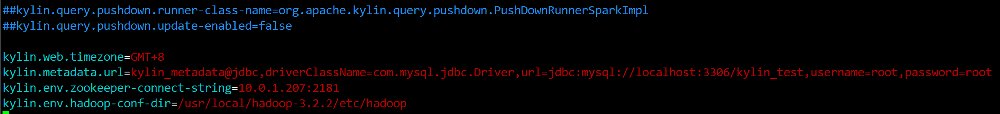 ##kylin.query.pushdown.runner-class-name=org.apache.kylin.query.pushdown.PushDownRunnerSparkImpl
##kylin.query.pushdown.update-enabled=false
kylin.web.timezone=GMT+8
kylin.metadata.url=kylin_metadata@jdbc,driverClassName=com.mysql.jdbc.Driver,url=jdbc:mysql://localhost:3306/kylin_test,username=root,password=root
kylin.env.zookeeper-connect-string=10.0.1.207:2181
kylin.env.hadoop-conf-dir=/usr/local/hadoop-3.2.2/etc/hadoop